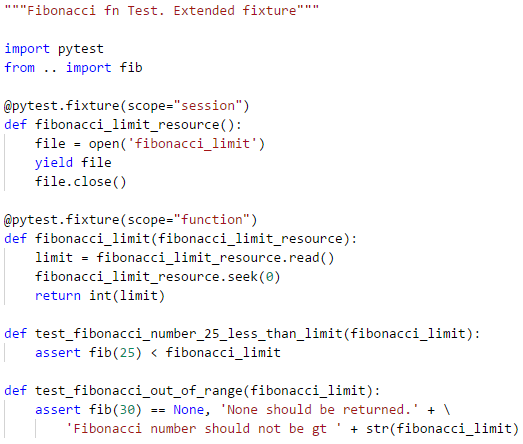 """Fibonacci fn Test. Extended fixture"""

import pytest
from .. import fib

@pytest.fixture(scope="session")
def fibonacci_limit_resource():
    file = open('fibonacci_limit')
    yield file
    file.close()

@pytest.fixture(scope="function")
def fibonacci_limit(fibonacci_limit_resource):
    limit = fibonacci_limit_resource.read()
    fibonacci_limit_resource.seek(0)
    return int(limit)

def test_fibonacci_number_25_less_than_limit(fibonacci_limit):
    assert fib(25) < fibonacci_limit

def test_fibonacci_out_of_range(fibonacci_limit):
    assert fib(30) == None, 'None should be returned.' + \
        'Fibonacci number should not be gt ' + str(fibonacci_limit)